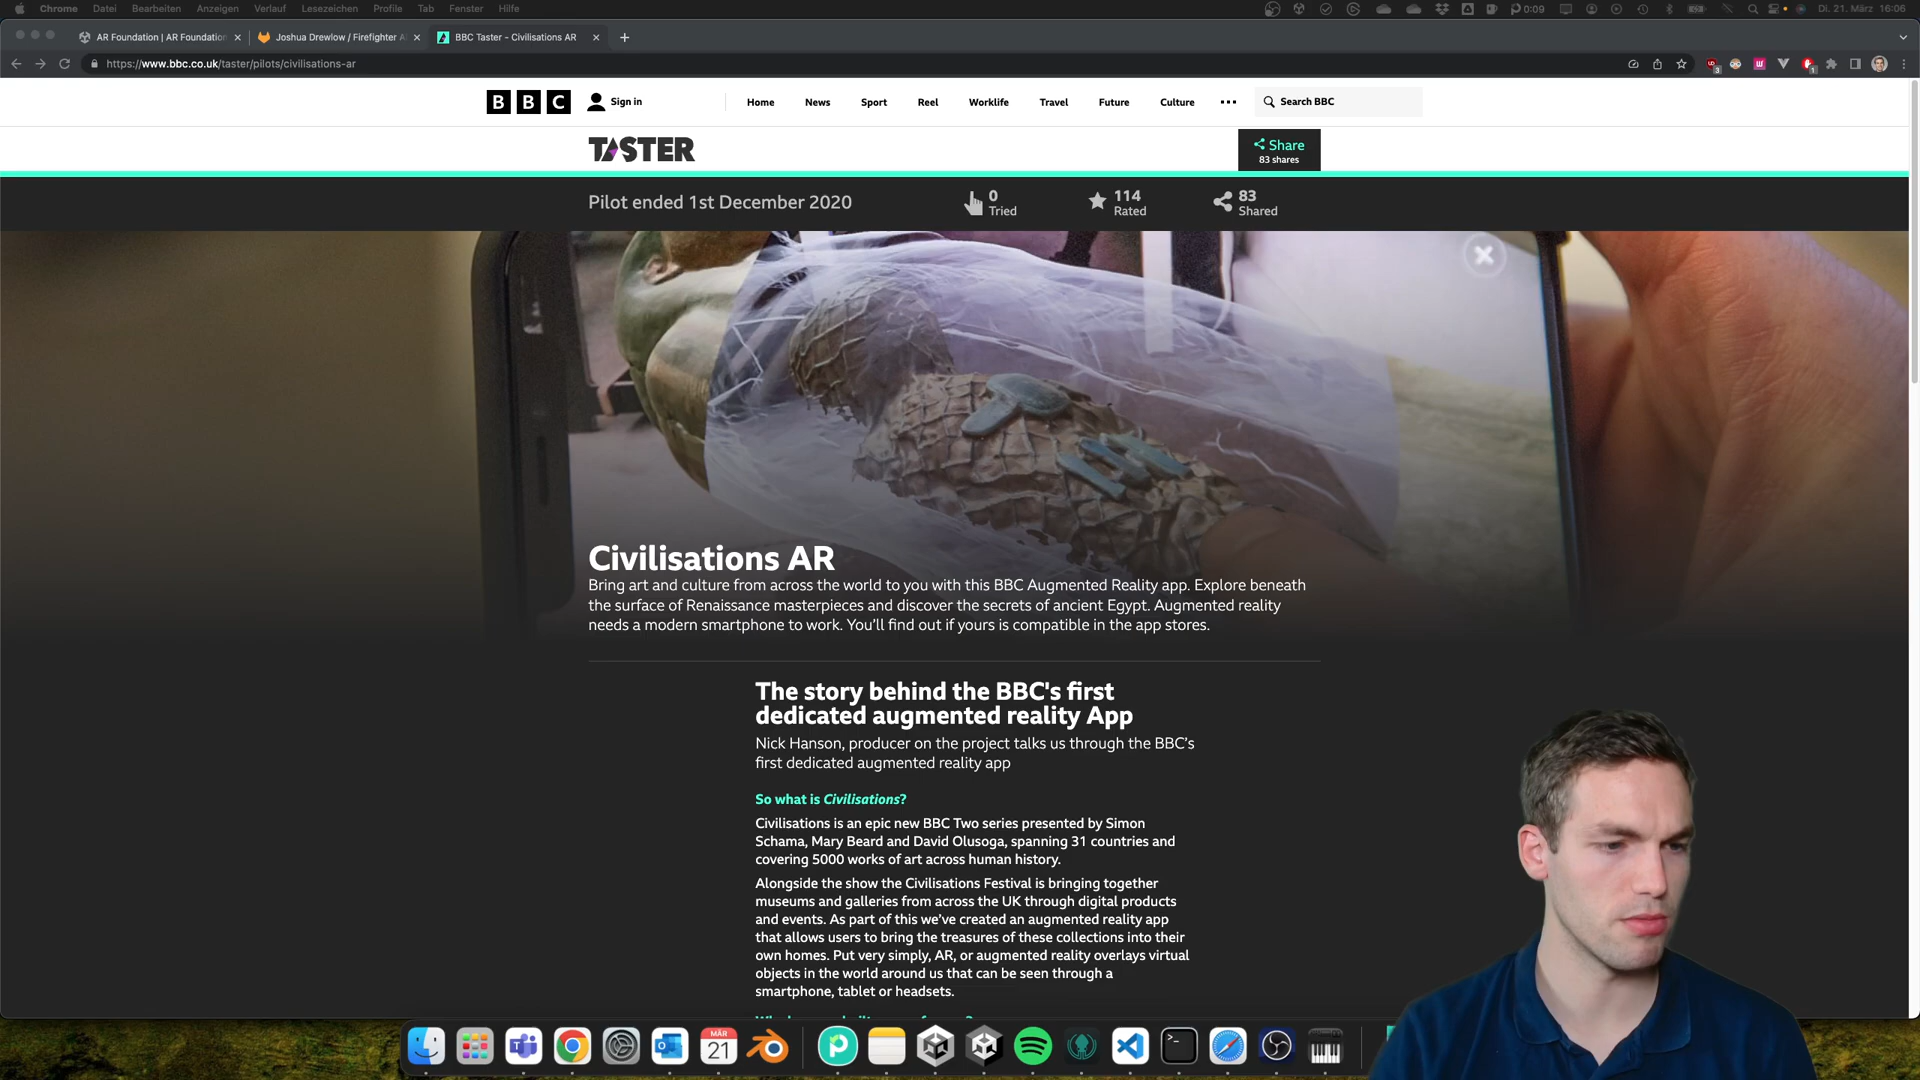 Chrome Datei Bearbeiten Anzeigen Verlauf Lesezeichen Profile Tab Fenster Hilfe
0:09
Di. 21. März 16:06
AR Foundation | AR Foundation
Joshua Drewlow / Firefighter A
BBC Taster - Civilisations AR
https://www.bbc.co.uk/taster/pilots/civilisations-ar
BBC
Sign in
Home News Sport Reel Worklife Travel Future Culture
Search BBC
TASTER
Share
83 shares
Pilot ended 1st December 2020
0
Tried
114
Rated
83
Shared
Civilisations AR
Bring art and culture from across the world to you with this BBC Augmented Reality app. Explore beneath
the surface of Renaissance masterpieces and discover the secrets of ancient Egypt. Augmented reality
needs a modern smartphone to work. You'll find out if yours is compatible in the app stores.
The story behind the BBC's first
dedicated augmented reality App
Nick Hanson, producer on the project talks us through the BBC's
first dedicated augmented reality app
So what is Civilisations?
Civilisations is an epic new BBC Two series presented by Simon
Schama, Mary Beard and David Olusoga, spanning 31 countries and
covering 5000 works of art across human history.
Alongside the show the Civilisations Festival is bringing together
museums and galleries from across the UK through digital products
and events. As part of this we've created an augmented reality app
that allows users to bring the treasures of these collections into their
own homes. Put very simply, AR, or augmented reality overlays virtual
objects in the world around us that can be seen through a
smartphone, tablet or headsets.
MÄR
21